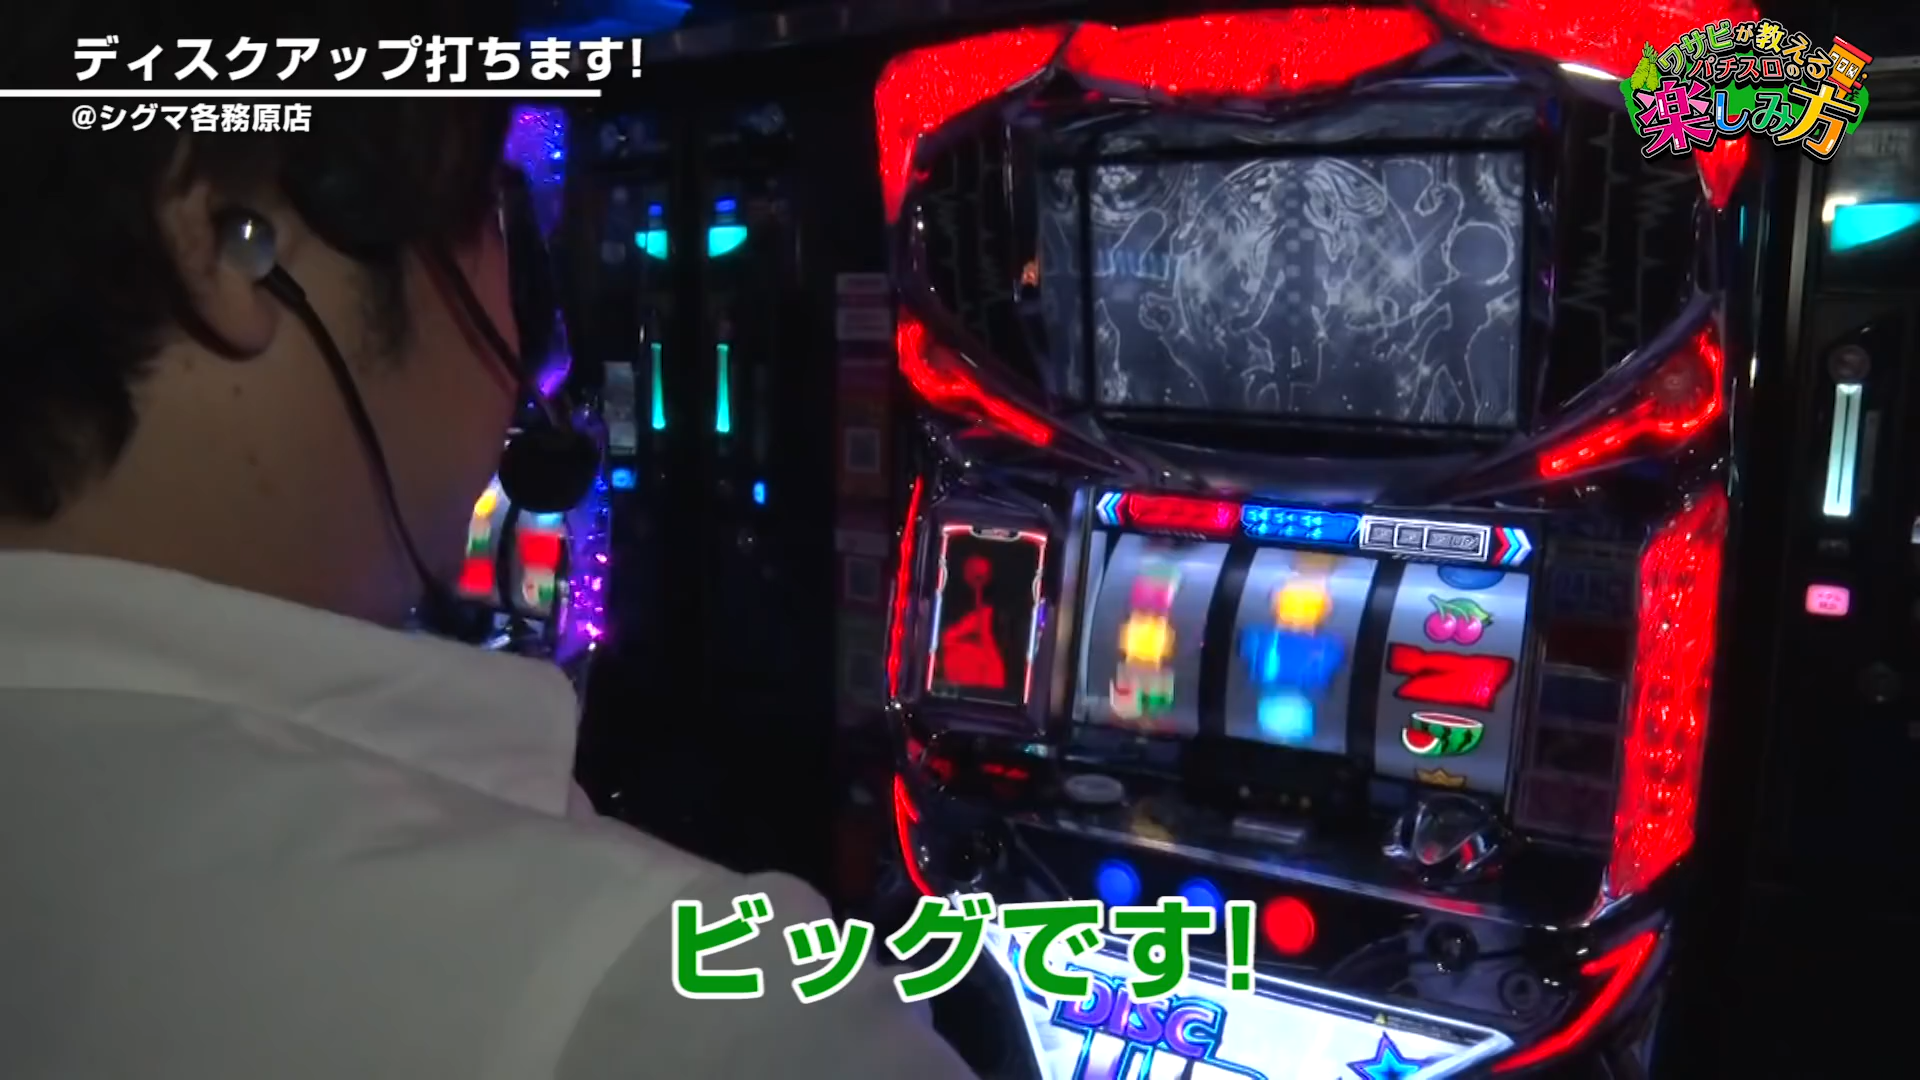 ディスクアップ打ちます!
@シグマ各務原店
ワサビが教える
パチスロの
楽しみ方
ビッグです!
DISC